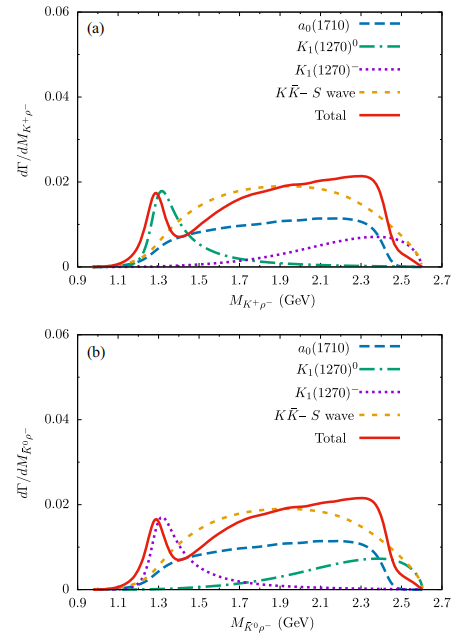 0.06
(a)
a₀(1710)
K₁(1270)⁰
K₁(1270)⁻
KK̄− S wave
Total
0.04
0.02
0
dΓ/dM_{K⁺ρ⁻}
0.9 1.1 1.3 1.5 1.7 1.9 2.1 2.3 2.5 2.7
M_{K⁺ρ⁻} (GeV)
0.06
(b)
a₀(1710)
K₁(1270)⁰
K₁(1270)⁻
KK̄− S wave
Total
0.04
0.02
0
dΓ/dM_{K̄⁰ρ⁻}
0.9 1.1 1.3 1.5 1.7 1.9 2.1 2.3 2.5 2.7
M_{K̄⁰ρ⁻} (GeV)